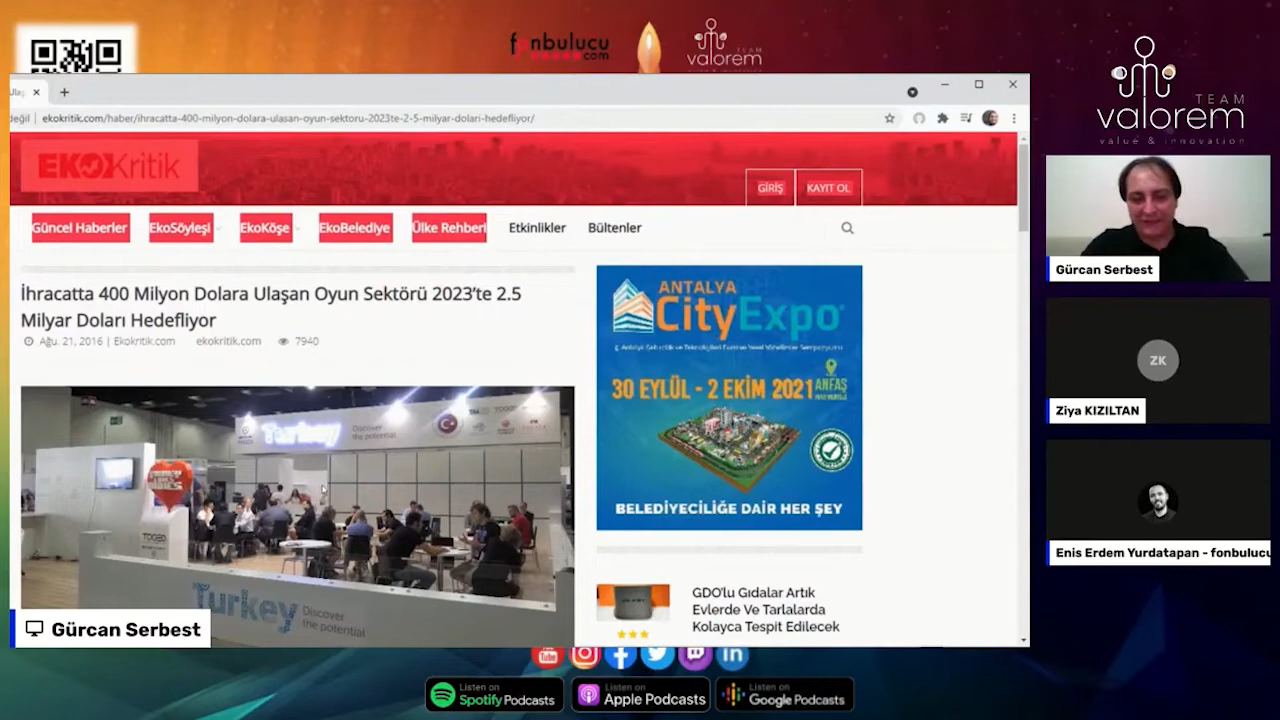 fonbulucu
.com
TEAM
valorem
TEAM
valorem
value & innovation
ekokritik.com/haber/ihracatta-400-milyon-dolara-ulasan-oyun-sektoru-2023te-2-5-milyar-dolari-hedefliyor/
EKOKritik
GİRİŞ
KAYIT OL
Güncel Haberler
EkoSöyleşi
EkoKöşe
EkoBelediye
Ülke Rehberi
Etkinlikler
Bültenler
İhracatta 400 Milyon Dolara Ulaşan Oyun Sektörü 2023'te 2.5
Milyar Doları Hedefliyor
Ağu. 21, 2016 | Ekokritik.com
ekokritik.com
7940
Turkey
Discover
the potential
TOGED
Turkey
Discover
the potential
ANTALYA
CityExpo
30 EYLÜL - 2 EKİM 2021
ANFAŞ
BELEDİYECİLİĞE DAİR HER ŞEY
GDO'lu Gıdalar Artık
Evlerde Ve Tarlalarda
Kolayca Tespit Edilecek
Gürcan Serbest
Gürcan Serbest
ZK
Ziya KIZILTAN
Enis Erdem Yurdatapan - fonbulucu
You
in
Listen on
Spotify Podcasts
Listen on
Apple Podcasts
Listen on
Google Podcasts